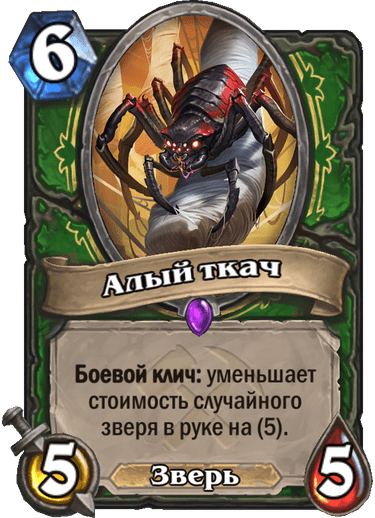 6
Алый ткач
Боевой клич: уменьшает
стоимость случайного
зверя в руке на (5).
5
Зверь
5